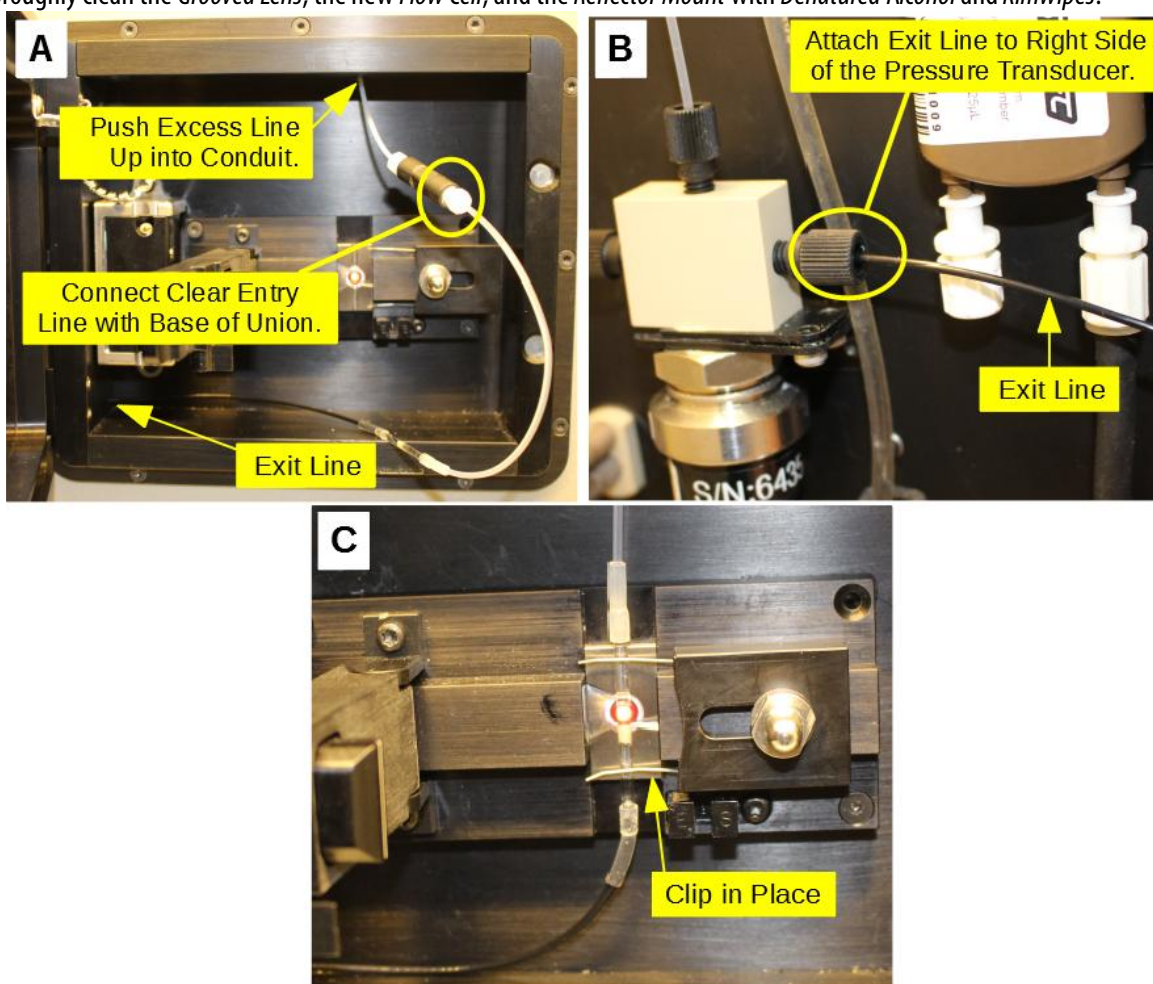 roughly clean the Grooved Lens, the new Flow Cell, and the Reflector Mount with Denatured Alcohol and Kimwipes.
A
Push Excess Line
Up into Conduit.
Connect Clear Entry
Line with Base of Union.
Exit Line
B
Attach Exit Line to Right Side
of the Pressure Transducer.
25µL
Exit Line
S/N:6435
C
Clip in Place